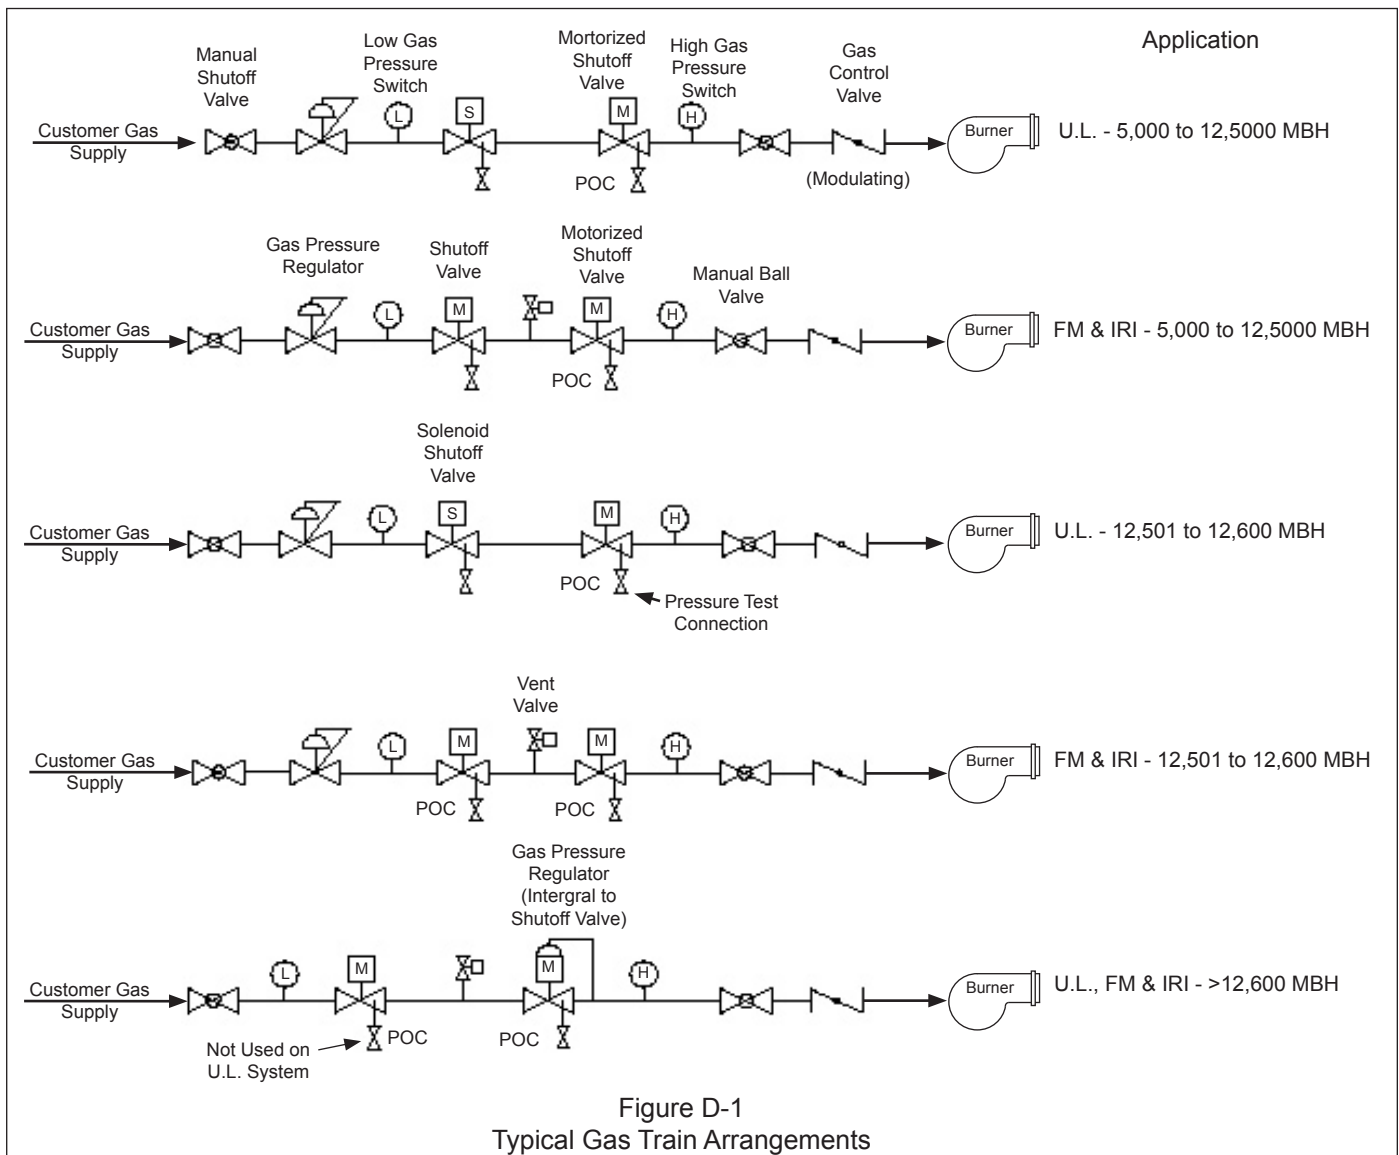 Application
Manual
Shutoff
Valve
Low Gas
Pressure
Switch
Mortorized
Shutoff
Valve
High Gas
Pressure
Switch
Gas
Control
Valve
Customer Gas
Supply
L
S
M
H
POC
(Modulating)
Burner
U.L. - 5,000 to 12,5000 MBH
Gas Pressure
Regulator
Shutoff
Valve
Motorized
Shutoff
Valve
Manual Ball
Valve
Customer Gas
Supply
L
M
M
H
POC
Burner
FM & IRI - 5,000 to 12,5000 MBH
Solenoid
Shutoff
Valve
Customer Gas
Supply
L
S
M
H
POC
Pressure Test
Connection
Burner
U.L. - 12,501 to 12,600 MBH
Vent
Valve
Customer Gas
Supply
L
M
M
H
POC
POC
Burner
FM & IRI - 12,501 to 12,600 MBH
Gas Pressure
Regulator
(Intergral to
Shutoff Valve)
Customer Gas
Supply
L
M
M
H
POC
POC
Not Used on
U.L. System
Burner
U.L., FM & IRI - >12,600 MBH
Figure D-1
Typical Gas Train Arrangements